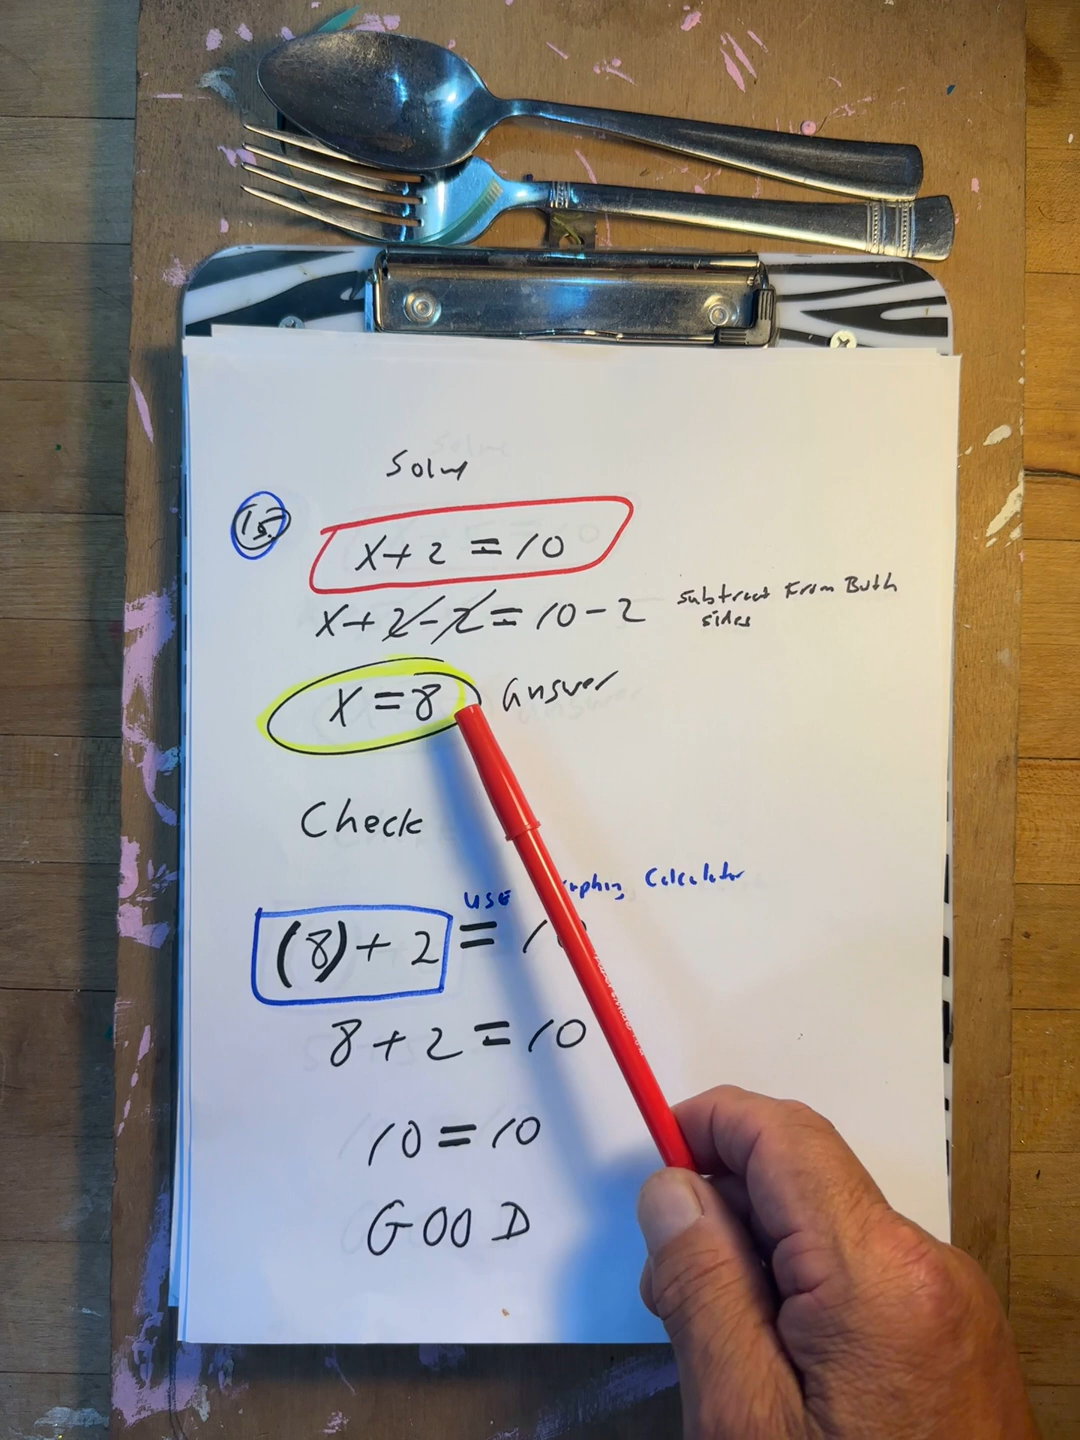 Solve
15.
x + 2 = 10
x + 2 - 2 = 10 - 2 subtract From Both
sides
x = 8 answer
Check
USE Calculator
(8) + 2 = 10
8 + 2 = 10
10 = 10
GOOD